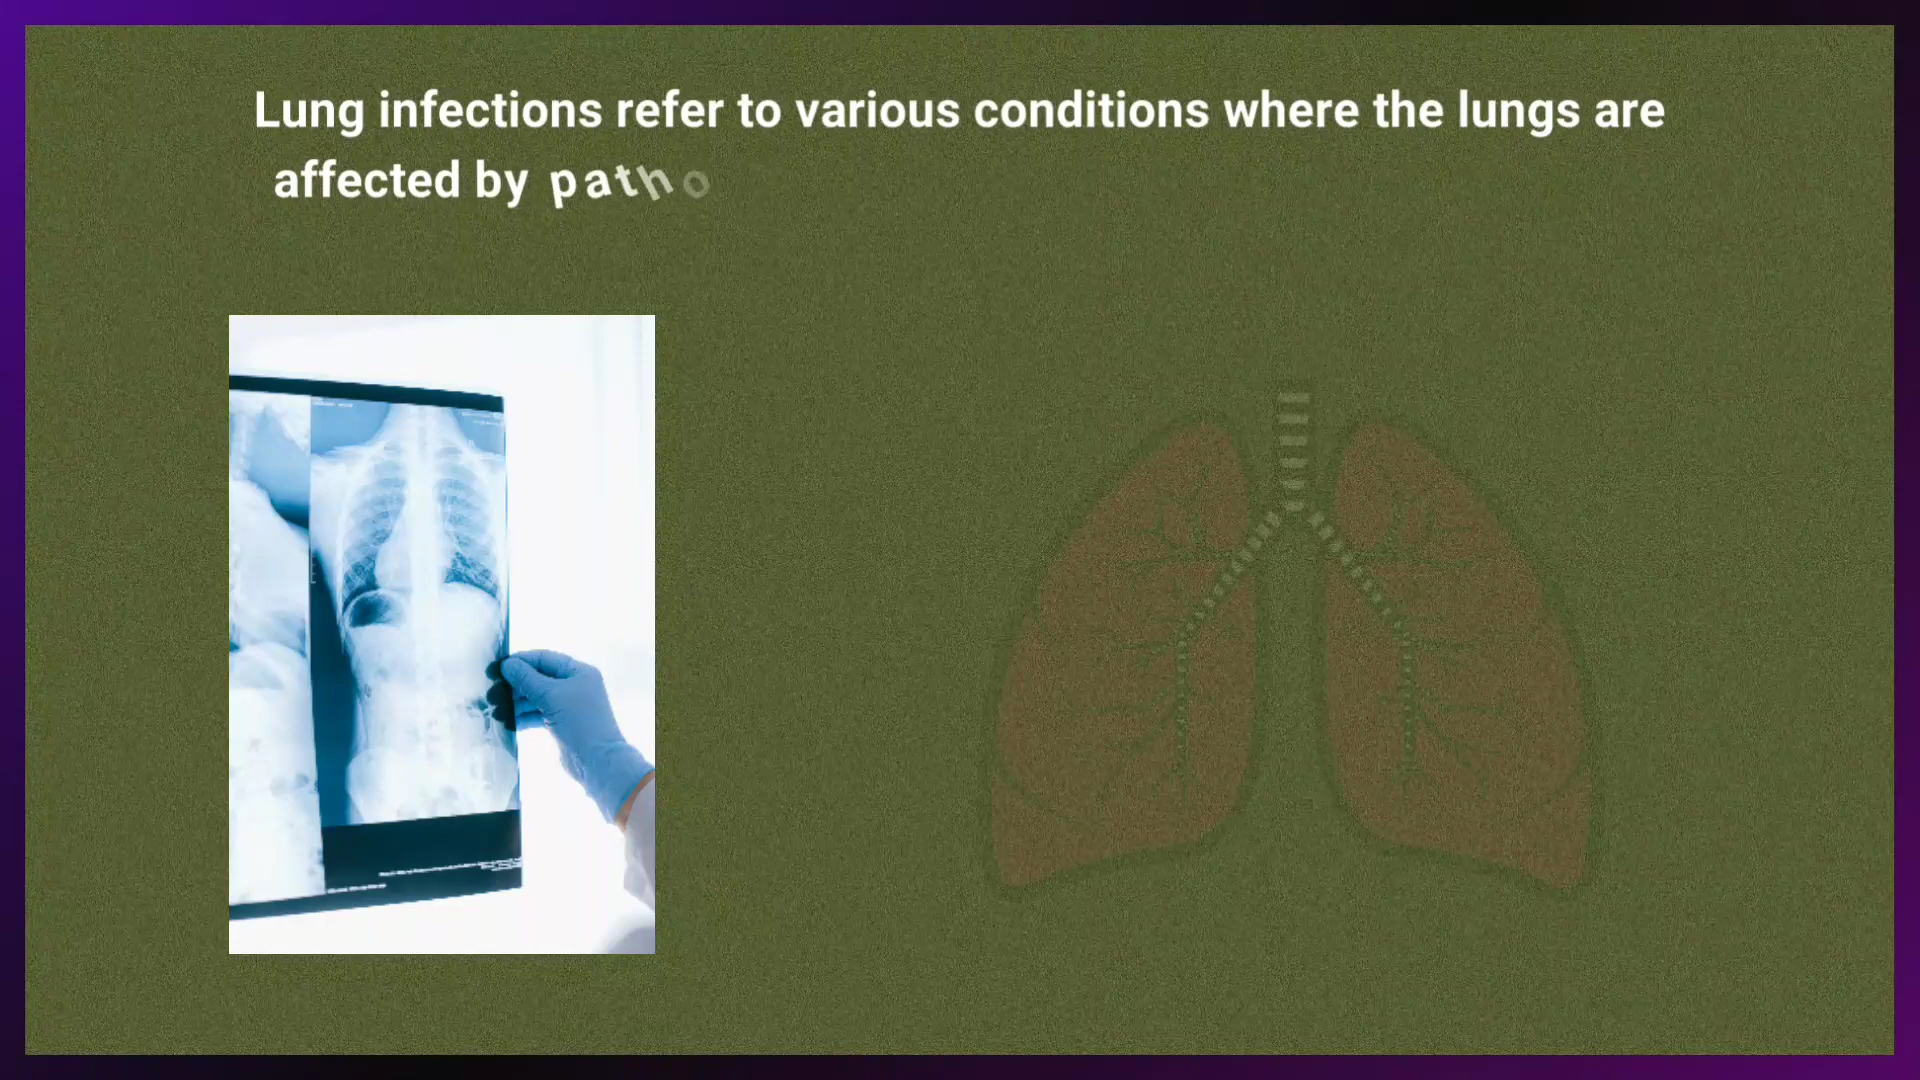 Lung infections refer to various conditions where the lungs are
affected by patho